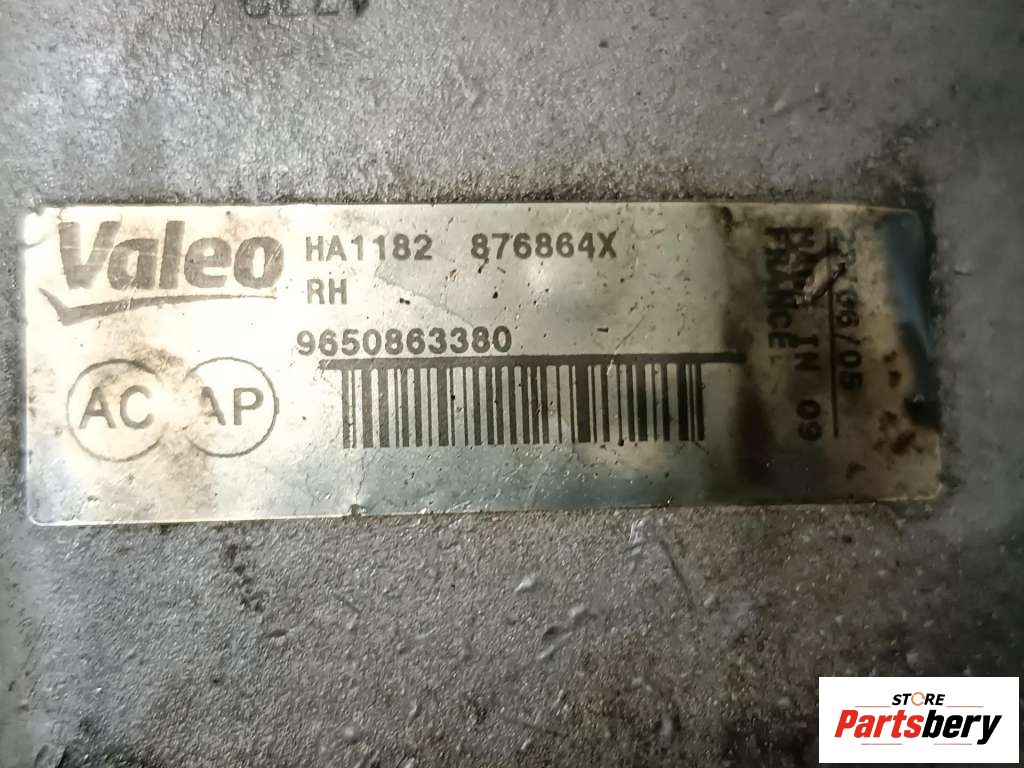 Valeo
HA1182 876864X
RH
9650863380
AC AP
MADE IN 09
FRANCE
06/05
STORE
Partsbery